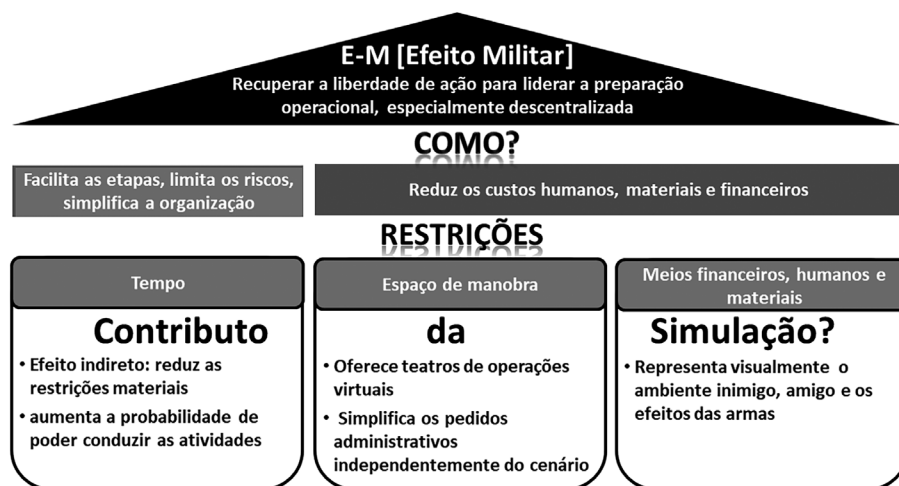 E-M [Efeito Militar]
Recuperar a liberdade de ação para liderar a preparação
operacional, especialmente descentralizada
COMO?
Facilita as etapas, limita os riscos,
simplifica a organização
Reduz os custos humanos, materiais e financeiros
RESTRIÇÕES
Tempo
Espaço de manobra
Meios financeiros, humanos e
materiais
Contributo da Simulação?
• Efeito indireto: reduz as
restrições materiais
• aumenta a probabilidade de
poder conduzir as atividades
• Oferece teatros de operações
virtuais
• Simplifica os pedidos
administrativos
independentemente do cenário
• Representa visualmente o
ambiente inimigo, amigo e os
efeitos das armas